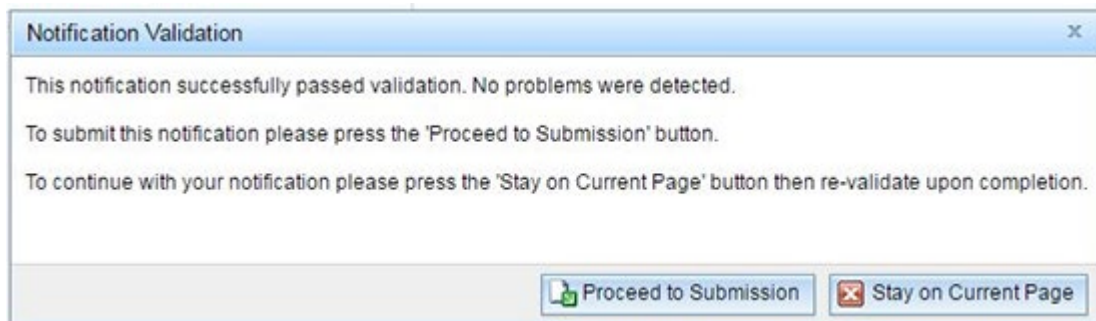 Notification Validation
This notification successfully passed validation. No problems were detected.
To submit this notification please press the 'Proceed to Submission' button.
To continue with your notification please press the 'Stay on Current Page' button then re-validate upon completion.
Proceed to Submission
Stay on Current Page